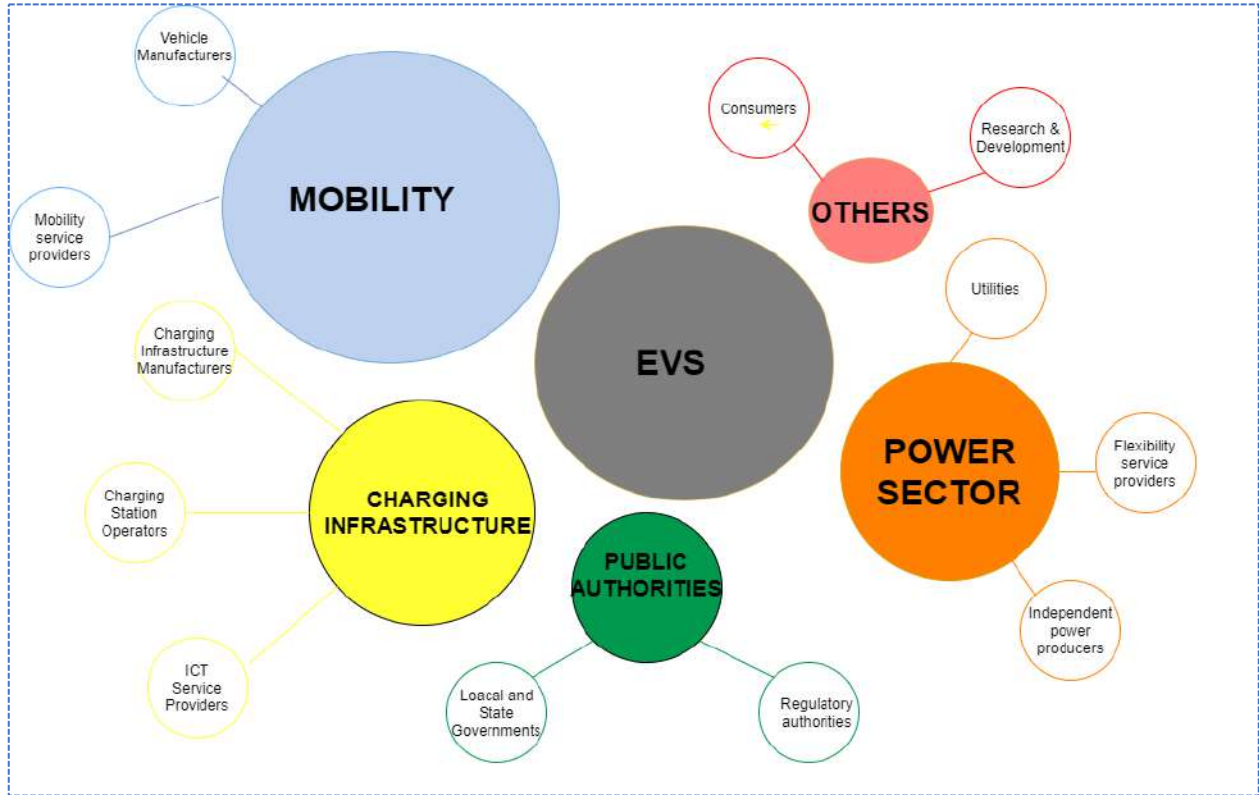 Vehicle
Manufacturers
MOBILITY
Mobility
service
providers
Consumers
Research &
Development
OTHERS
EVS
Utilities
POWER
SECTOR
Flexibility
service
providers
Independent
power
producers
Charging
Infrastructure
Manufacturers
Charging
Station
Operators
CHARGING
INFRASTRUCTURE
ICT
Service
Providers
PUBLIC
AUTHORITIES
Loacal and
State
Governments
Regulatory
authorities